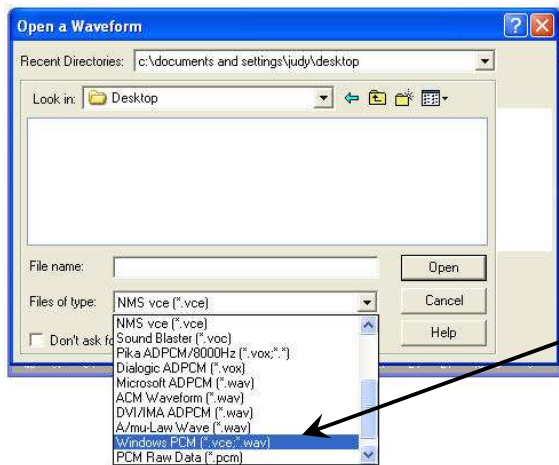 Open a Waveform
Recent Directories: c:\documents and settings\judy\desktop
Look in: Desktop
File name:
Open
Files of type: NMS vce (*.vce)
Cancel
Don't ask
Help
NMS vce (*.vce)
Sound Blaster (*.voc)
Pika ADPCM/8000Hz (*.vox;*.*)
Dialogic ADPCM (*.vox)
Microsoft ADPCM (*.wav)
ACM Waveform (*.wav)
DVI/IMA ADPCM (*.wav)
A/mu-Law Wave (*.wav)
Windows PCM (*.vce;*.wav)
PCM Raw Data (*.pcm)